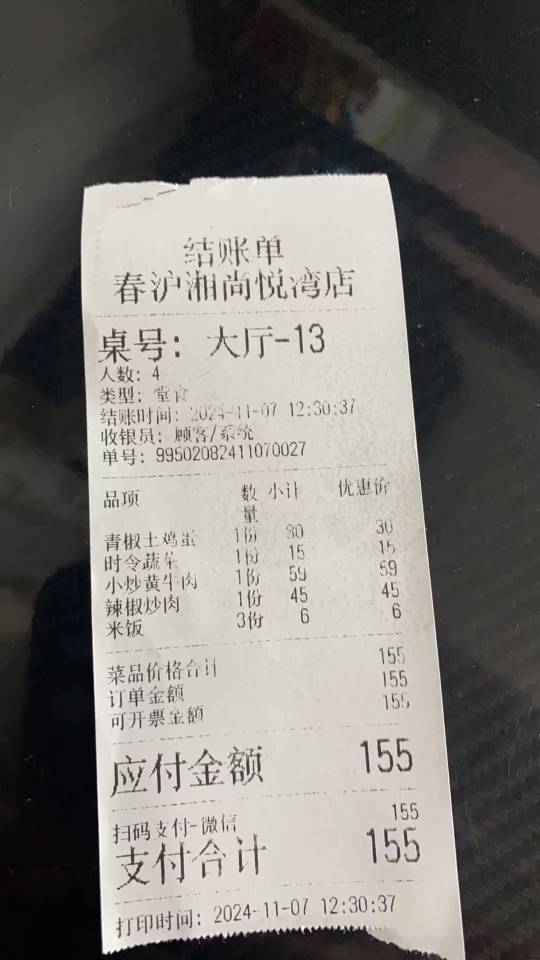 结账单
春沪湘尚悦湾店
桌号: 大厅-13
人数: 4
类型: 堂食
结账时间: 2024-11-07 12:30:37
收银员: 顾客/系统
单号: 99502082411070027
品项 数量 小计 优惠价
青椒土鸡蛋 1份 30 30
时令蔬菜 1份 15 15
小炒黄牛肉 1份 59 59
辣椒炒肉 1份 45 45
米饭 3份 6 6
菜品价格合计 155
订单金额 155
可开票金额 155
应付金额 155
扫码支付-微信 155
支付合计 155
打印时间: 2024-11-07 12:30:37